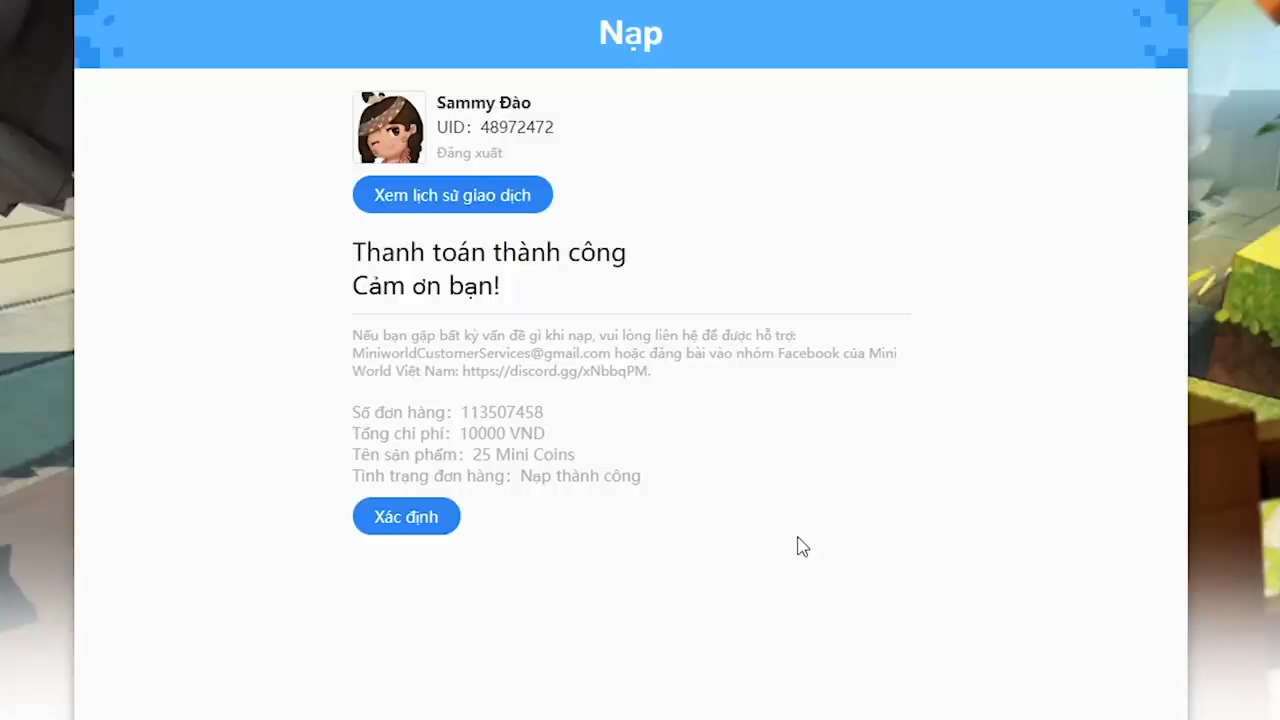 Nạp
Sammy Đào
UID: 48972472
Đăng xuất
Xem lịch sử giao dịch
Thanh toán thành công
Cảm ơn bạn!
Nếu bạn gặp bất kỳ vấn đề gì khi nạp, vui lòng liên hệ để được hỗ trợ:
MiniworldCustomerServices@gmail.com hoặc đăng bài vào nhóm Facebook của Mini
World Việt Nam: https://discord.gg/xNbbqPM.
Số đơn hàng: 113507458
Tổng chi phí: 10000 VND
Tên sản phẩm: 25 Mini Coins
Tình trạng đơn hàng: Nạp thành công
Xác định